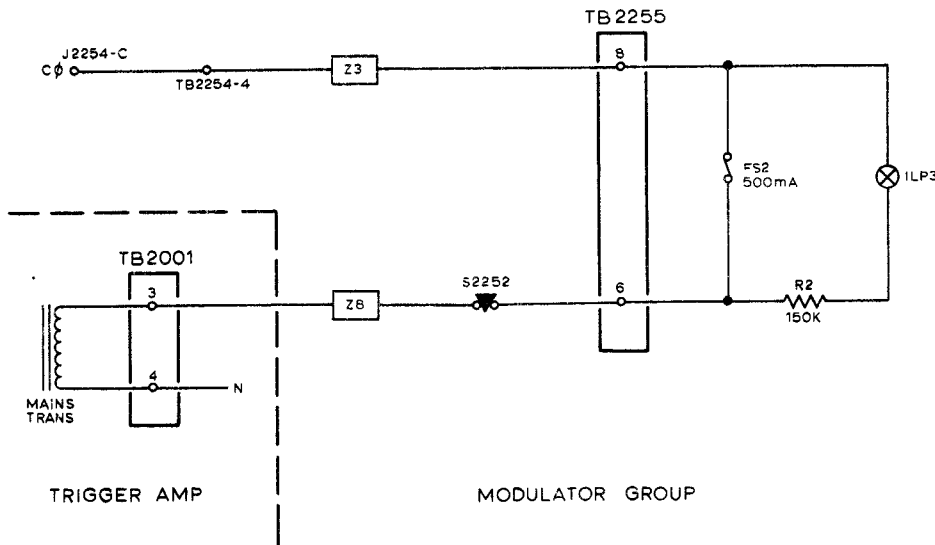 TB2255
J2254-C
CØ
TB2254-4
Z3
8
FS2
500mA
ILP3
TB2001
3
Z8
S2252
6
R2
150K
4
N
MAINS
TRANS
TRIGGER AMP
MODULATOR GROUP